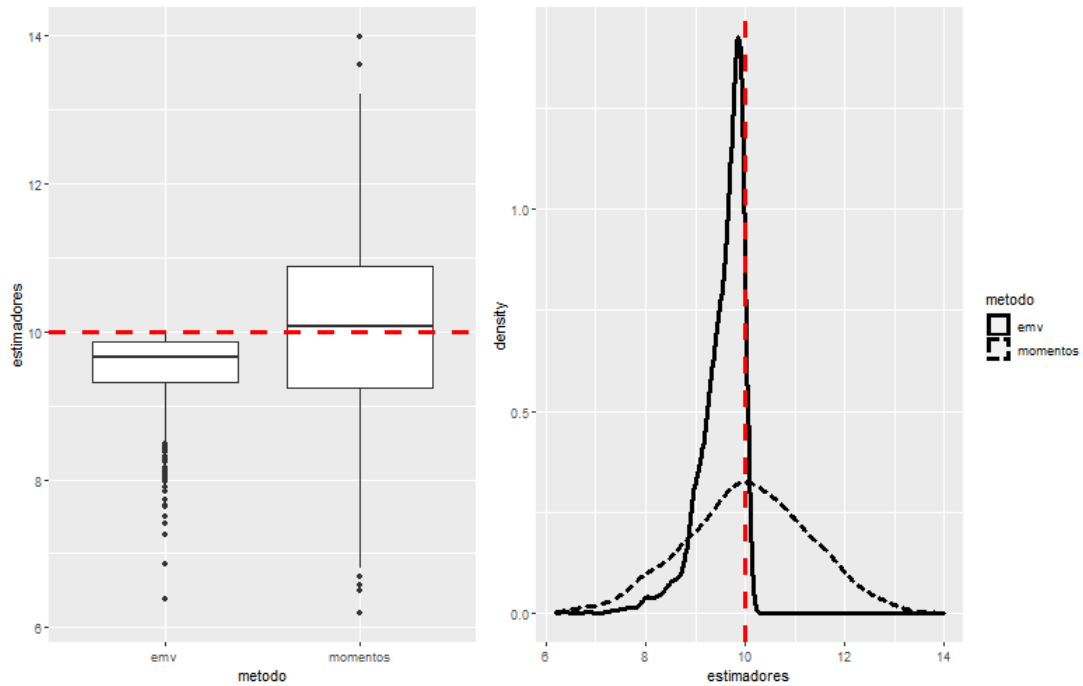 14
12
10
8
6
estimadores
emv
momentos
metodo
1.0
0.5
0.0
density
6
8
10
12
14
estimadores
metodo
emv
momentos